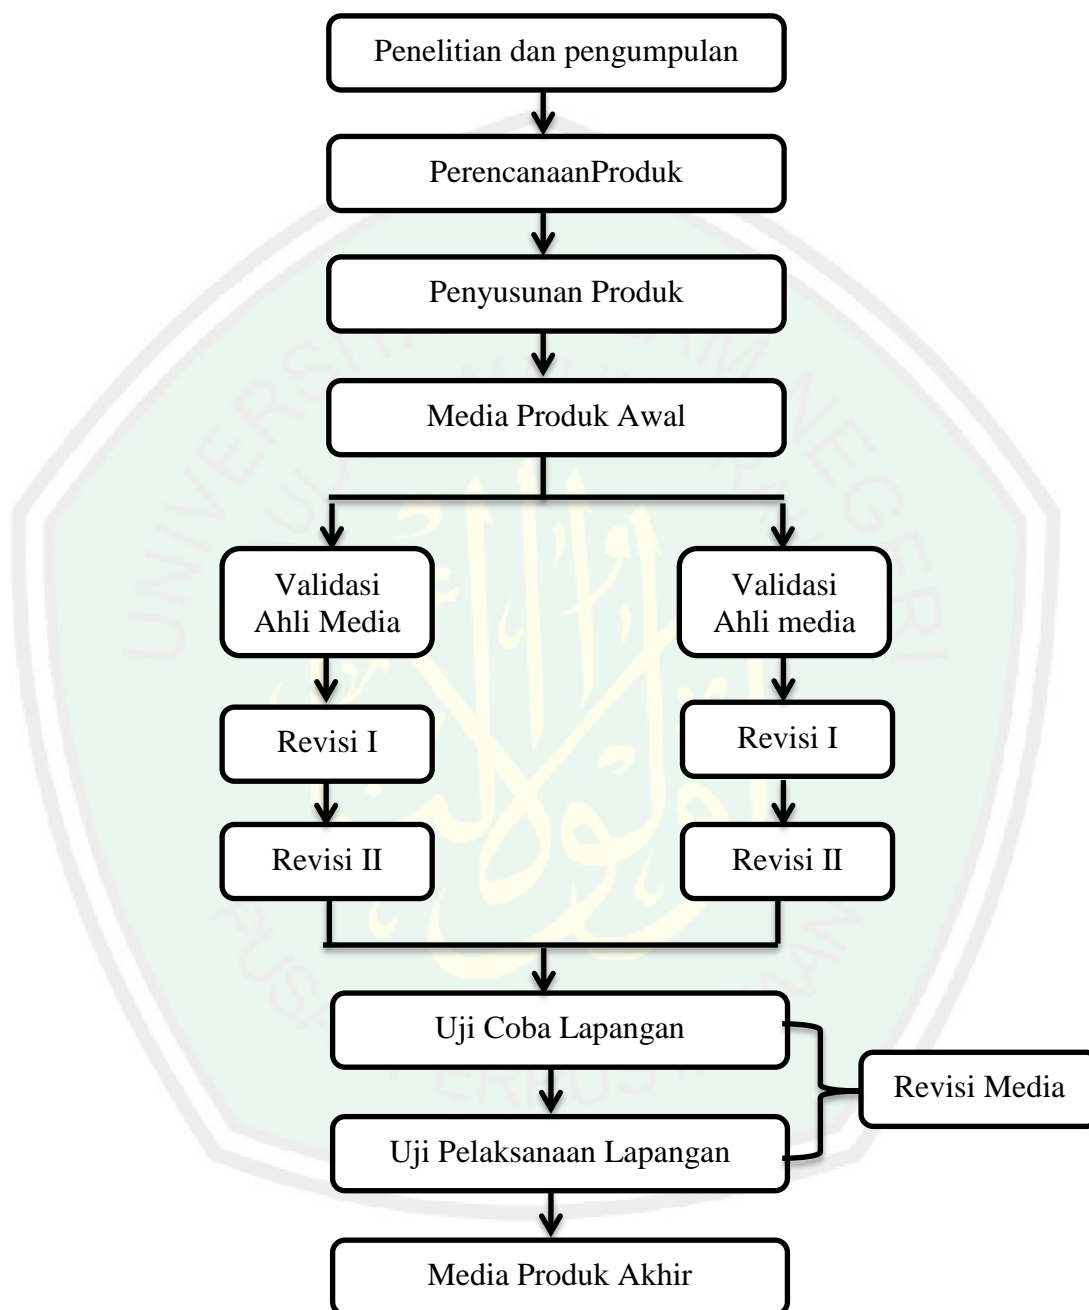 Penelitian dan pengumpulan
PerencanaanProduk
Penyusunan Produk
Media Produk Awal
Validasi
Ahli Media
Validasi
Ahli media
Revisi I
Revisi I
Revisi II
Revisi II
Uji Coba Lapangan
Revisi Media
Uji Pelaksanaan Lapangan
Media Produk Akhir